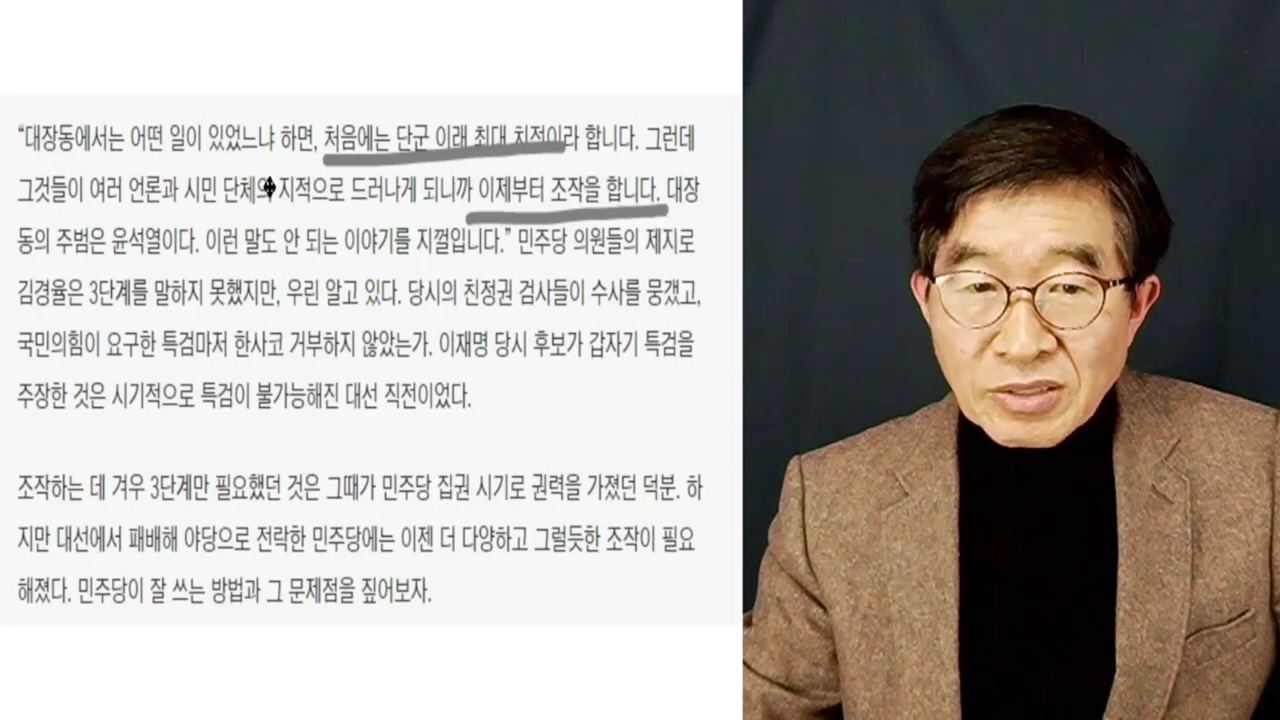 “대장동에서는 어떤 일이 있었느냐 하면, 처음에는 단군 이래 최대 치적이라 합니다. 그런데
그것들이 여러 언론과 시민 단체의 지적으로 드러나게 되니까 이제부터 조작을 합니다. 대장
동의 주범은 윤석열이다. 이런 말도 안 되는 이야기를 지껄입니다.” 민주당 의원들의 제지로
김경율은 3단계를 말하지 못했지만, 우린 알고 있다. 당시의 친정권 검사들이 수사를 뭉갰고,
국민의힘이 요구한 특검마저 한사코 거부하지 않았는가. 이재명 당시 후보가 갑자기 특검을
주장한 것은 시기적으로 특검이 불가능해진 대선 직전이었다.
조작하는 데 겨우 3단계만 필요했던 것은 그때가 민주당 집권 시기로 권력을 가졌던 덕분. 하
지만 대선에서 패배해 야당으로 전락한 민주당에는 이젠 더 다양하고 그럴듯한 조작이 필요
해졌다. 민주당이 잘 쓰는 방법과 그 문제점을 짚어보자.